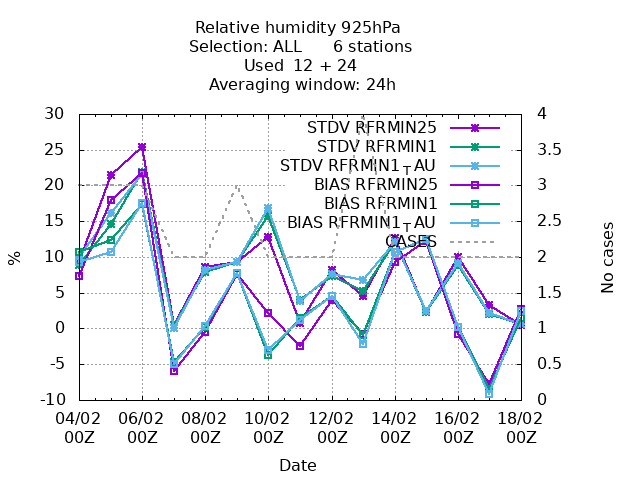 Relative humidity 925hPa
Selection: ALL 6 stations
Used 12 + 24
Averaging window: 24h
30 4
STDV RFRMIN25
25 3.5
STDV RFRMIN1
STDV RFRMIN1_AU
20 3
BIAS RFRMIN25
BIAS RFRMIN1
15 2.5
BIAS RFRMIN1_AU
CASES
10 2
5 1.5
0 1
-5 0.5
-10 0
%
No cases
04/02 06/02 08/02 10/02 12/02 14/02 16/02 18/02
00Z 00Z 00Z 00Z 00Z 00Z 00Z 00Z
Date